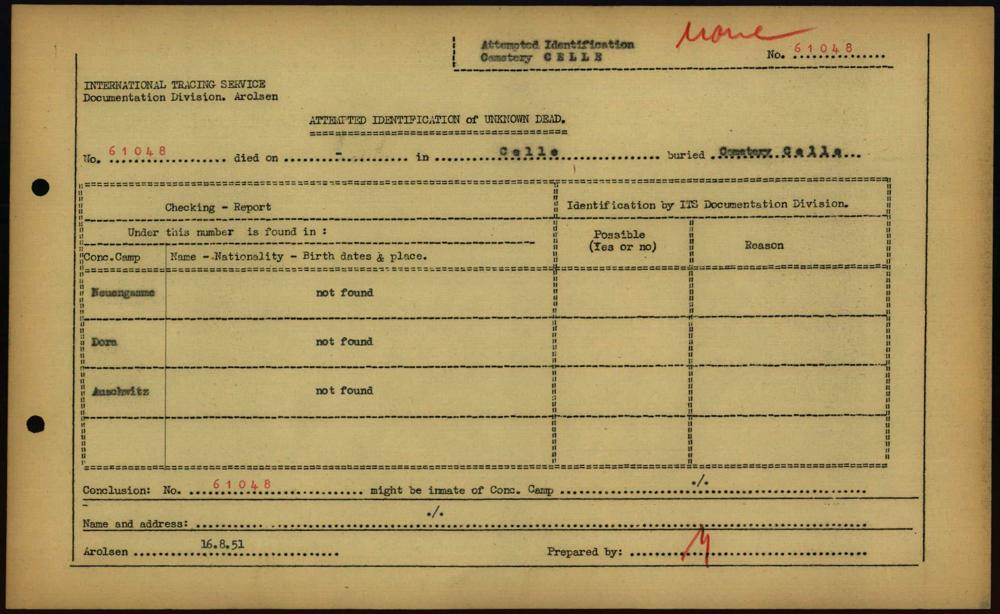 none
Attempted Identification
Cemetery CELLE
No. 61048
INTERNATIONAL TRACING SERVICE
Documentation Division. Arolsen
ATTEMPTED IDENTIFICATION of UNKNOWN DEAD.
No. 61048 died on - in Celle buried Cemetery Celle
Checking - Report
Identification by ITS Documentation Division.
Under this number is found in :
Possible
(Yes or no)
Reason
Conc.Camp Name - Nationality - Birth dates & place.
Neuengamme not found
Dora not found
Auschwitz not found
Conclusion: No. 61048 might be inmate of Conc. Camp ./.
Name and address: ./.
Arolsen 16.8.51 Prepared by: